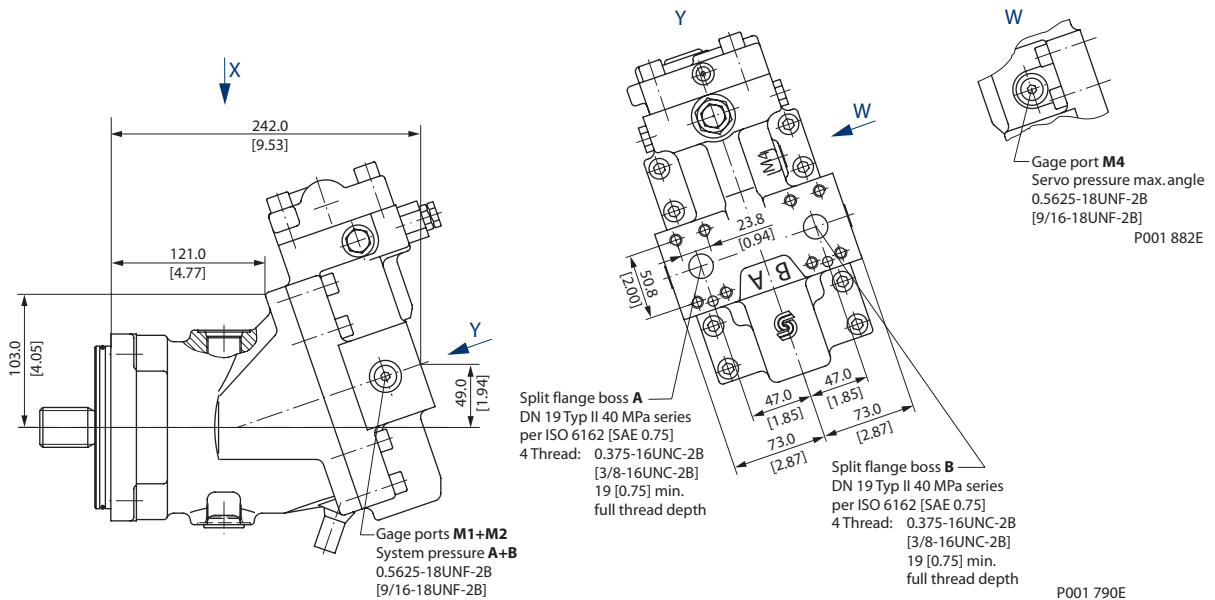 X
242.0
[9.53]
121.0
[4.77]
103.0
[4.05]
Y
49.0
[1.94]
Gage ports M1+M2
System pressure A+B
0.5625-18UNF-2B
[9/16-18UNF-2B]
Y
W
M4
23.8
[0.94]
50.8
[2.00]
B A
47.0
[1.85]
47.0
[1.85]
73.0
[2.87]
73.0
[2.87]
Split flange boss A
DN 19 Typ II 40 MPa series
per ISO 6162 [SAE 0.75]
4 Thread: 0.375-16UNC-2B
[3/8-16UNC-2B]
19 [0.75] min.
full thread depth
Split flange boss B
DN 19 Typ II 40 MPa series
per ISO 6162 [SAE 0.75]
4 Thread: 0.375-16UNC-2B
[3/8-16UNC-2B]
19 [0.75] min.
full thread depth
W
Gage port M4
Servo pressure max. angle
0.5625-18UNF-2B
[9/16-18UNF-2B]
P001 882E
P001 790E